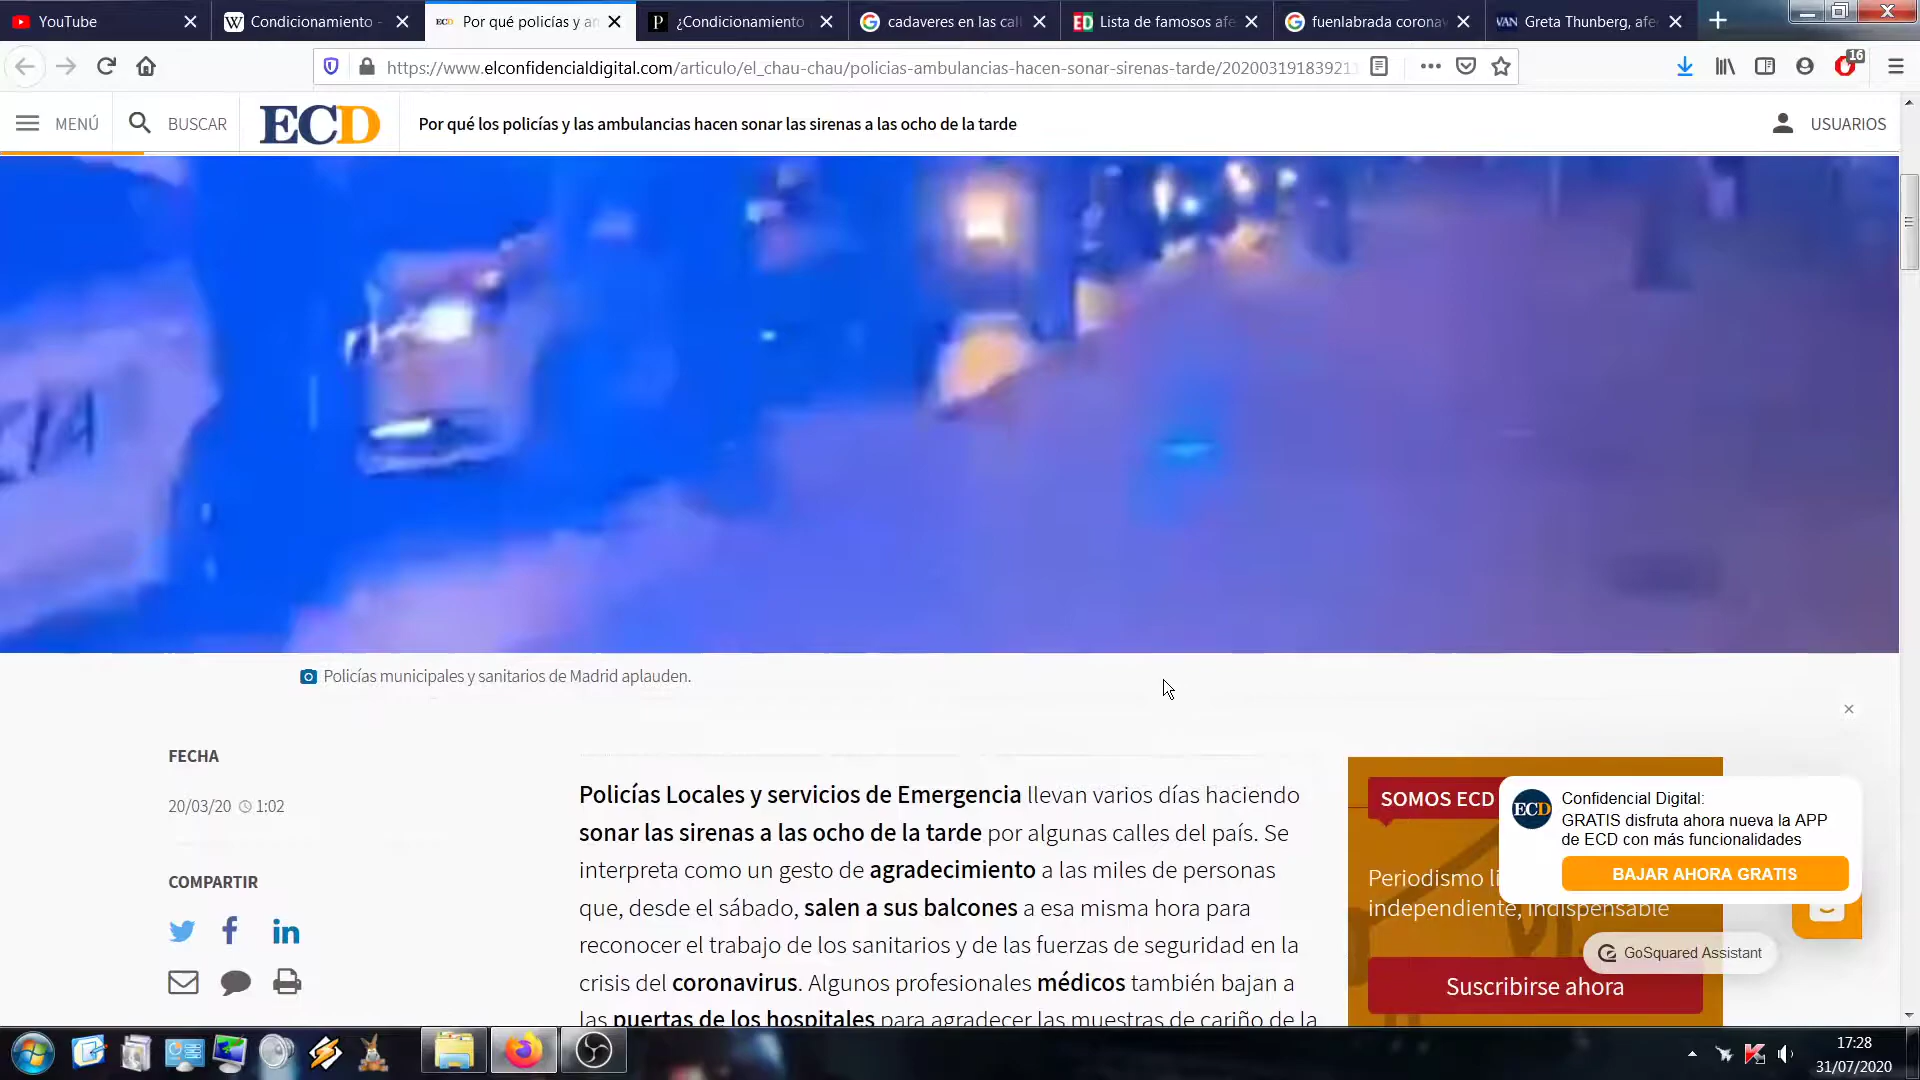 YouTube
Condicionamiento -
Por qué policías y am
¿Condicionamiento
cadaveres en las call
Lista de famosos afe
fuenlabrada coronav
Greta Thunberg, afe
https://www.elconfidencialdigital.com/articulo/el_chau-chau/policias-ambulancias-hacen-sonar-sirenas-tarde/2020031918392113
16
MENÚ
BUSCAR
ECD
Por qué los policías y las ambulancias hacen sonar las sirenas a las ocho de la tarde
USUARIOS
CIA
Policías municipales y sanitarios de Madrid aplauden.
FECHA
20/03/20 1:02
COMPARTIR
Policías Locales y servicios de Emergencia llevan varios días haciendo
sonar las sirenas a las ocho de la tarde por algunas calles del país. Se
interpreta como un gesto de agradecimiento a las miles de personas
que, desde el sábado, salen a sus balcones a esa misma hora para
reconocer el trabajo de los sanitarios y de las fuerzas de seguridad en la
crisis del coronavirus. Algunos profesionales médicos también bajan a
las puertas de los hospitales para agradecer las muestras de cariño de la
SOMOS ECD
Periodismo
independiente, indispensable
Suscribirse ahora
ECD
Confidencial Digital:
GRATIS disfruta ahora nueva la APP
de ECD con más funcionalidades
BAJAR AHORA GRATIS
GoSquared Assistant
17:28
31/07/2020